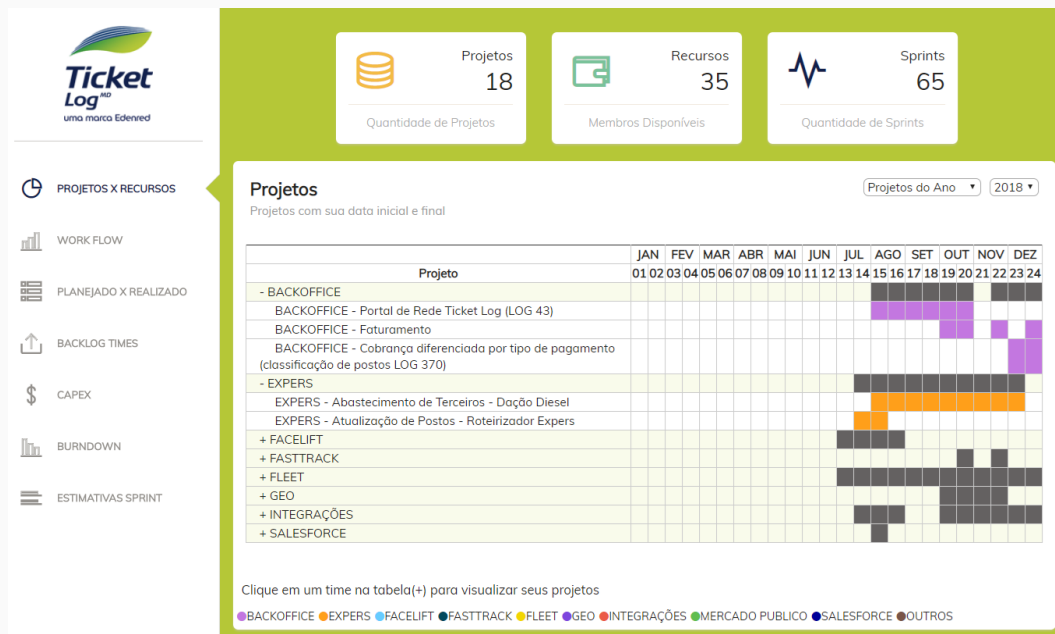 Ticket
Log MD
uma marca Edenred
PROJETOS X RECURSOS
WORK FLOW
PLANEJADO X REALIZADO
BACKLOG TIMES
CAPEX
BURNDOWN
ESTIMATIVAS SPRINT
Projetos
18
Quantidade de Projetos
Recursos
35
Membros Disponíveis
Sprints
65
Quantidade de Sprints
Projetos
Projetos do Ano 2018
Projetos com sua data inicial e final
JAN FEV MAR ABR MAI JUN JUL AGO SET OUT NOV DEZ
Projeto 01 02 03 04 05 06 07 08 09 10 11 12 13 14 15 16 17 18 19 20 21 22 23 24
- BACKOFFICE
BACKOFFICE - Portal de Rede Ticket Log (LOG 43)
BACKOFFICE - Faturamento
BACKOFFICE - Cobrança diferenciada por tipo de pagamento
(classificação de postos LOG 370)
- EXPERS
EXPERS - Abastecimento de Terceiros - Dação Diesel
EXPERS - Atualização de Postos - Roteirizador Expers
+ FACELIFT
+ FASTTRACK
+ FLEET
+ GEO
+ INTEGRAÇÕES
+ SALESFORCE
Clique em um time na tabela(+) para visualizar seus projetos
BACKOFFICE EXPERS FACELIFT FASTTRACK FLEET GEO INTEGRAÇÕES MERCADO PUBLICO SALESFORCE OUTROS